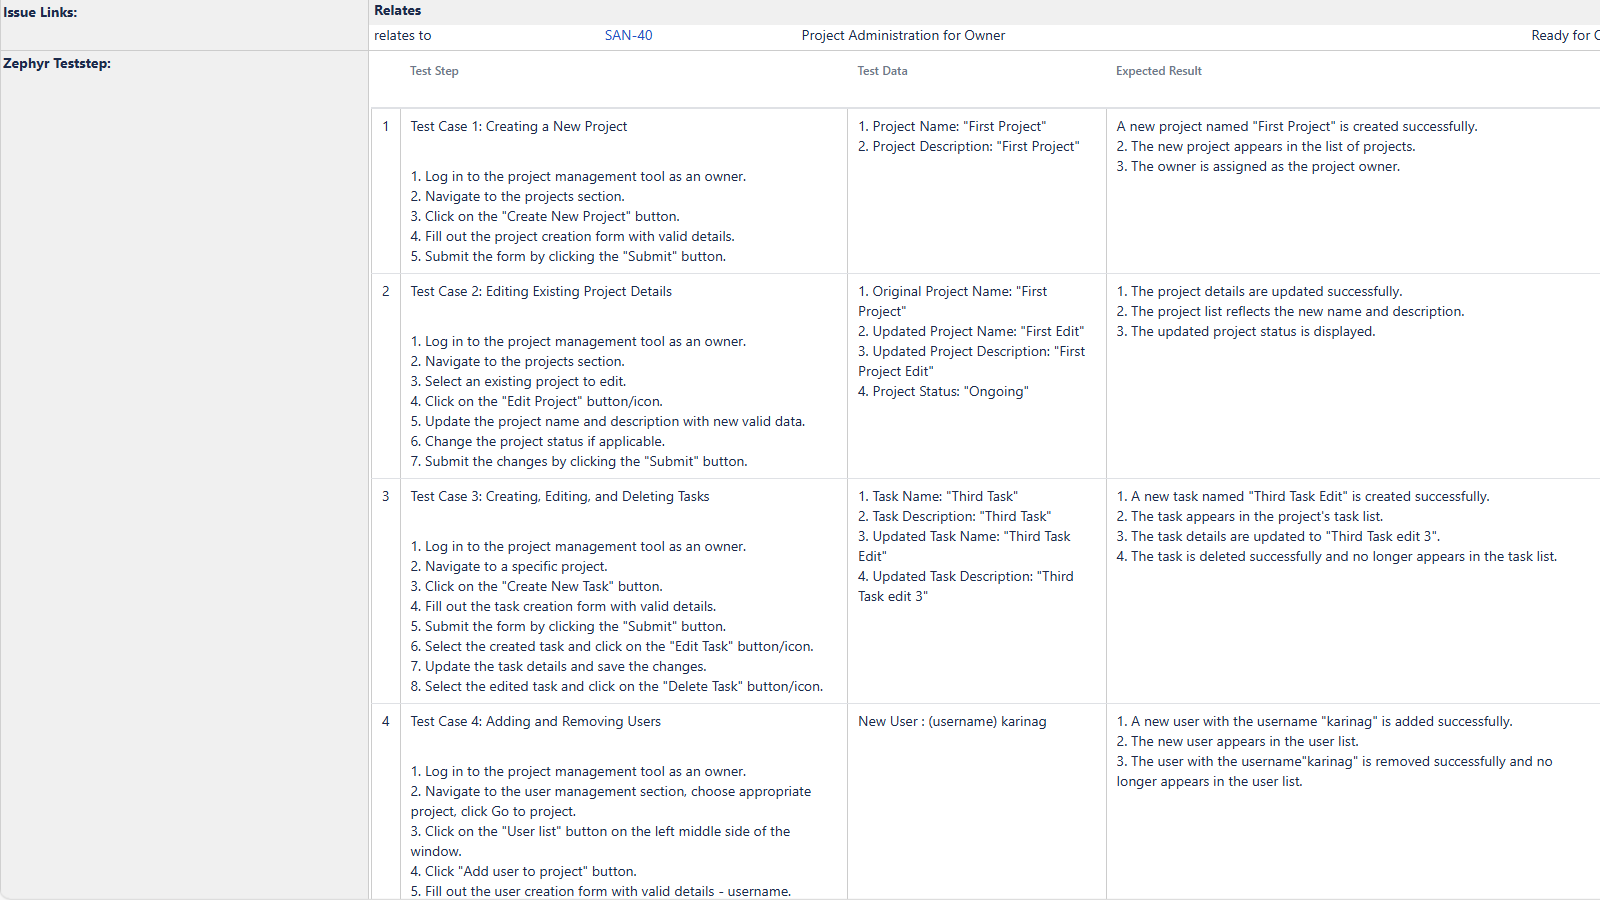 Issue Links:
Relates
relates to SAN-40 Project Administration for Owner Ready for
Zephyr Teststep:
Test Step Test Data Expected Result
1
Test Case 1: Creating a New Project
1. Log in to the project management tool as an owner.
2. Navigate to the projects section.
3. Click on the "Create New Project" button.
4. Fill out the project creation form with valid details.
5. Submit the form by clicking the "Submit" button.
1. Project Name: "First Project"
2. Project Description: "First Project"
A new project named "First Project" is created successfully.
2. The new project appears in the list of projects.
3. The owner is assigned as the project owner.
2
Test Case 2: Editing Existing Project Details
1. Log in to the project management tool as an owner.
2. Navigate to the projects section.
3. Select an existing project to edit.
4. Click on the "Edit Project" button/icon.
5. Update the project name and description with new valid data.
6. Change the project status if applicable.
7. Submit the changes by clicking the "Submit" button.
1. Original Project Name: "First
Project"
2. Updated Project Name: "First Edit"
3. Updated Project Description: "First
Project Edit"
4. Project Status: "Ongoing"
1. The project details are updated successfully.
2. The project list reflects the new name and description.
3. The updated project status is displayed.
3
Test Case 3: Creating, Editing, and Deleting Tasks
1. Log in to the project management tool as an owner.
2. Navigate to a specific project.
3. Click on the "Create New Task" button.
4. Fill out the task creation form with valid details.
5. Submit the form by clicking the "Submit" button.
6. Select the created task and click on the "Edit Task" button/icon.
7. Update the task details and save the changes.
8. Select the edited task and click on the "Delete Task" button/icon.
1. Task Name: "Third Task"
2. Task Description: "Third Task"
3. Updated Task Name: "Third Task
Edit"
4. Updated Task Description: "Third
Task edit 3"
1. A new task named "Third Task Edit" is created successfully.
2. The task appears in the project's task list.
3. The task details are updated to "Third Task edit 3".
4. The task is deleted successfully and no longer appears in the task list.
4
Test Case 4: Adding and Removing Users
1. Log in to the project management tool as an owner.
2. Navigate to the user management section, choose appropriate
project, click Go to project.
3. Click on the "User list" button on the left middle side of the
window.
4. Click "Add user to project" button.
5. Fill out the user creation form with valid details - username.
New User : (username) karinag
1. A new user with the username "karinag" is added successfully.
2. The new user appears in the user list.
3. The user with the username"karinag" is removed successfully and no
longer appears in the user list.